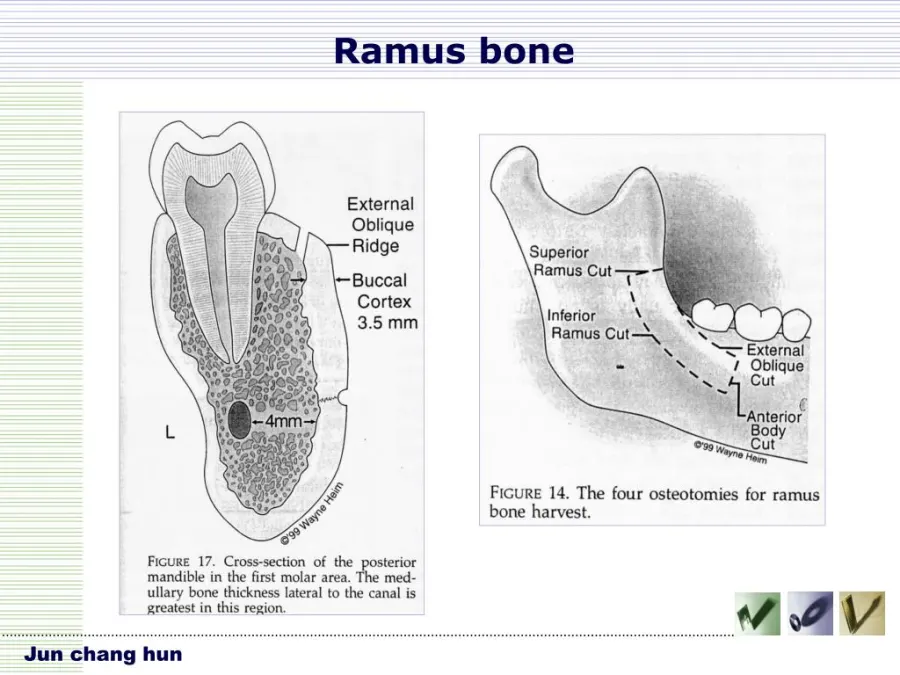 Ramus bone
External
Oblique
Ridge
Buccal
Cortex
3.5 mm
4mm
L
©'99 Wayne Heim
FIGURE 17. Cross-section of the posterior
mandible in the first molar area. The med-
ullary bone thickness lateral to the canal is
greatest in this region.
Superior
Ramus Cut
Inferior
Ramus Cut
External
Oblique
Cut
Anterior
Body
Cut
©'99 Wayne Heim
FIGURE 14. The four osteotomies for ramus
bone harvest.
Jun chang hun